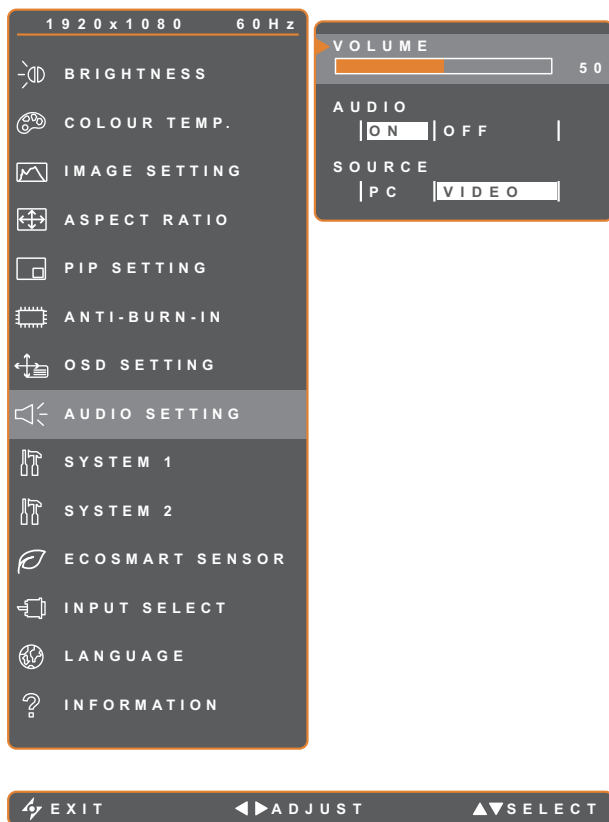 1920x1080 60Hz
BRIGHTNESS
COLOUR TEMP.
IMAGE SETTING
ASPECT RATIO
PIP SETTING
ANTI-BURN-IN
OSD SETTING
AUDIO SETTING
SYSTEM 1
SYSTEM 2
ECOSMART SENSOR
INPUT SELECT
LANGUAGE
INFORMATION
VOLUME
50
AUDIO
ON OFF
SOURCE
PC VIDEO
EXIT ADJUST SELECT